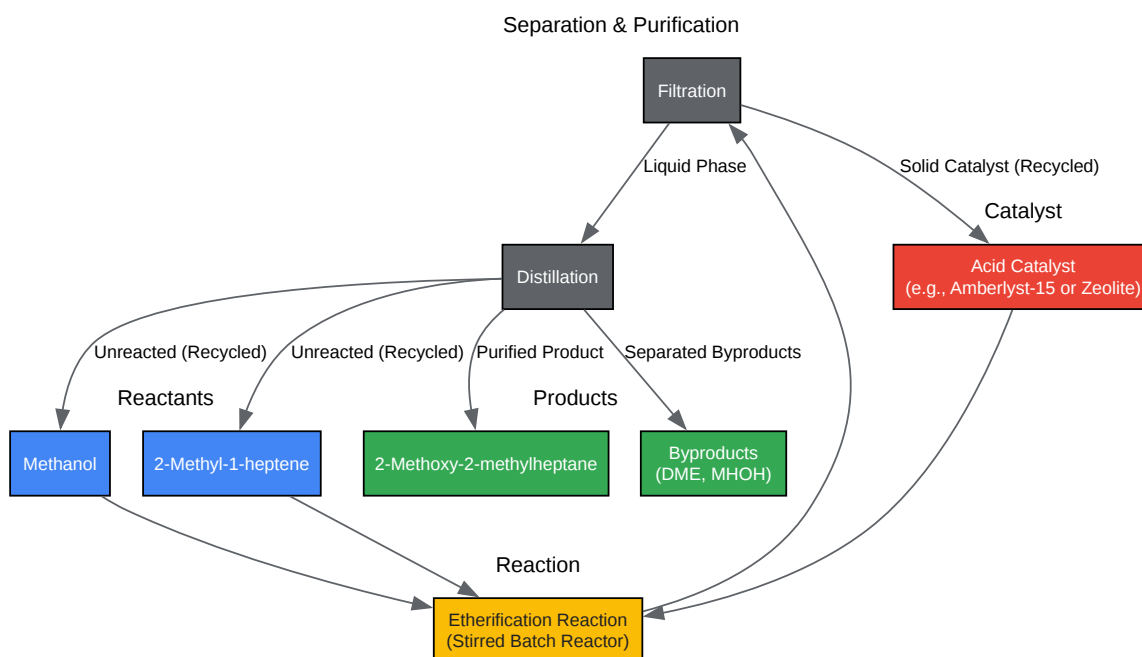 Separation & Purification
Filtration
Liquid Phase
Solid Catalyst (Recycled)
Catalyst
Distillation
Acid Catalyst
(e.g., Amberlyst-15 or Zeolite)
Unreacted (Recycled)
Unreacted (Recycled)
Purified Product
Separated Byproducts
Reactants
Products
Methanol
2-Methyl-1-heptene
2-Methoxy-2-methylheptane
Byproducts
(DME, MHOH)
Reaction
Etherification Reaction
(Stirred Batch Reactor)